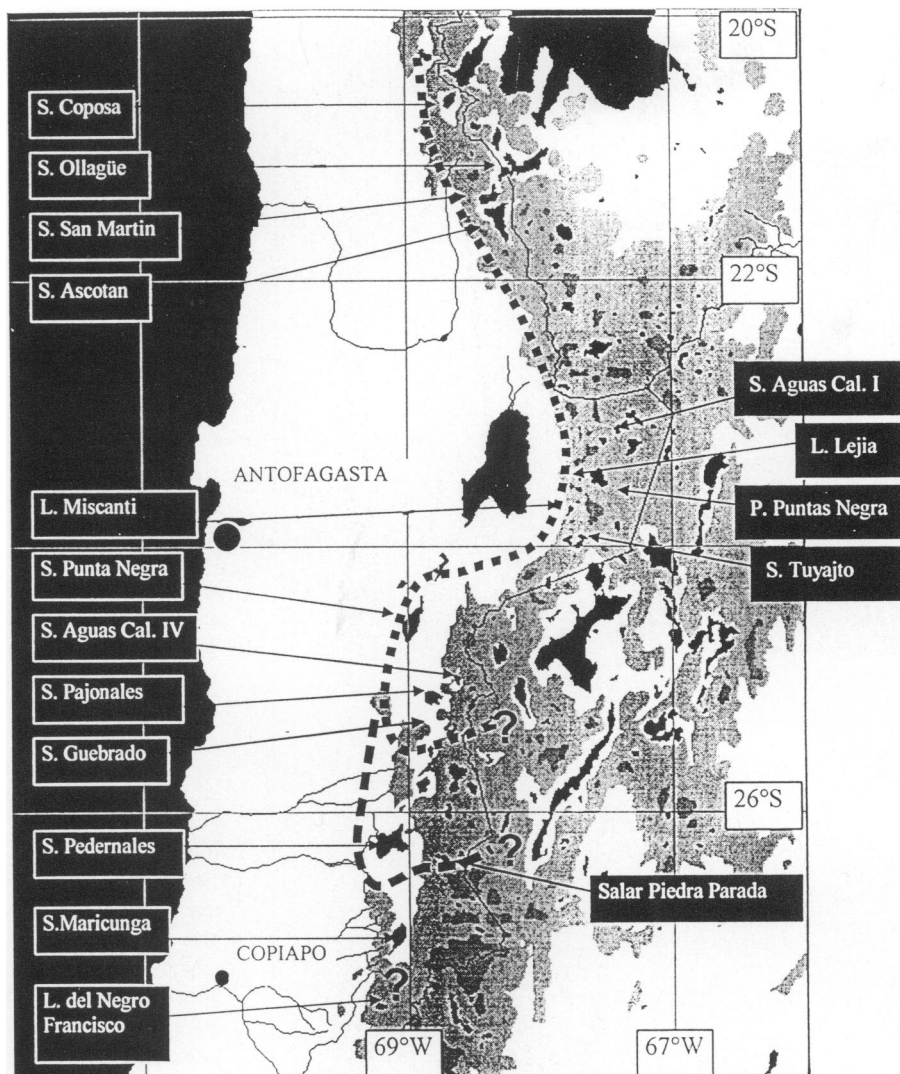 20°S
S. Coposa
S. Ollagüe
S. San Martin
S. Ascotan
22°S
S. Aguas Cal. I
L. Lejia
ANTOFAGASTA
L. Miscanti
P. Puntas Negra
S. Punta Negra
S. Tuyajto
S. Aguas Cal. IV
S. Pajonales
?
S. Guebrado
26°S
S. Pedernales
?
Salar Piedra Parada
S.Maricunga
COPIAPO
?
L. del Negro
Francisco
69°W
67°W